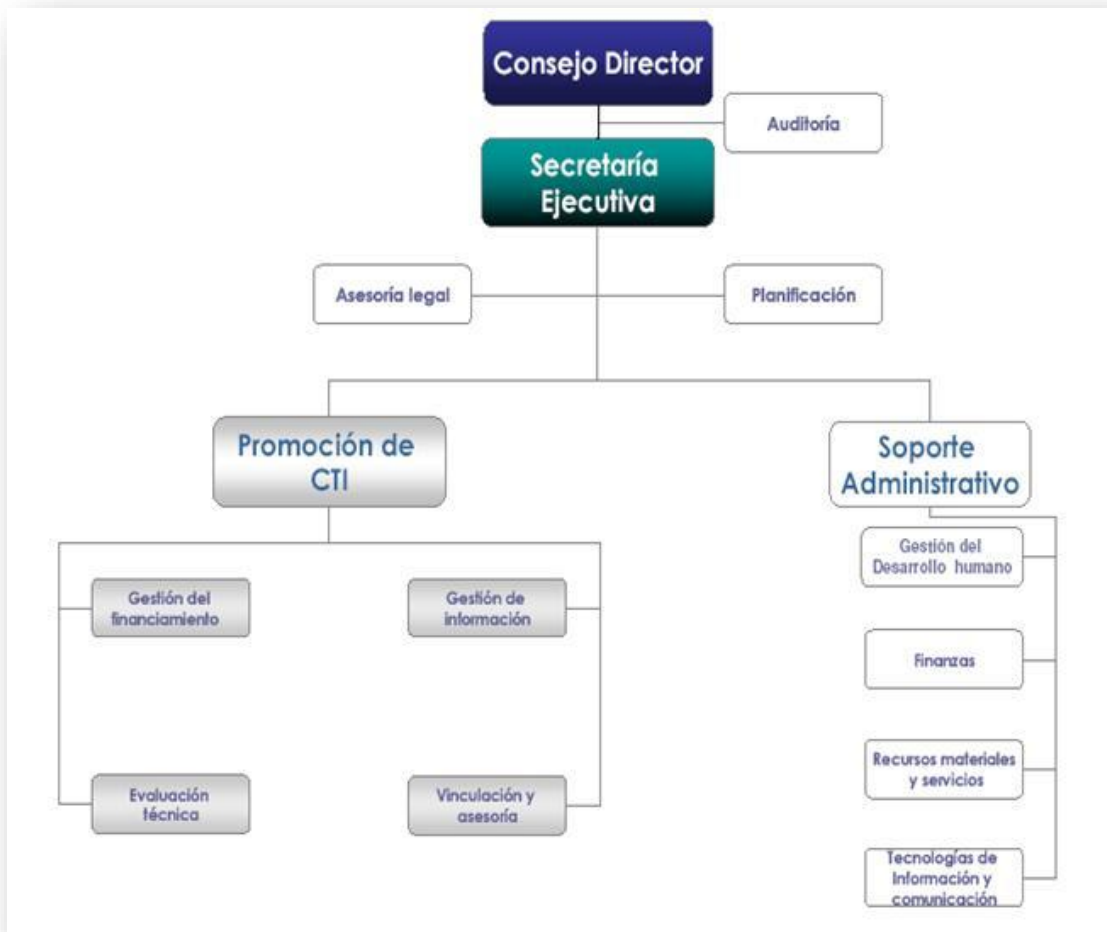 Consejo Director
Auditoría
Secretaría
Ejecutiva
Asesoría legal
Planificación
Promoción de
CTI
Soporte
Administrativo
Gestión del
financiamiento
Gestión de
información
Evaluación
técnica
Vinculación y
asesoría
Gestión del
Desarrollo humano
Finanzas
Recursos materiales
y servicios
Tecnologías de
Información y
comunicación